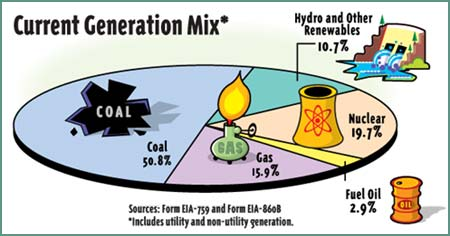 Current Generation Mix*
Hydro and Other
Renewables
10.7%
COAL
Coal
50.8%
GAS
Gas
15.9%
Nuclear
19.7%
Fuel Oil
2.9%
OIL
Sources: Form EIA-759 and Form EIA-860B
*Includes utility and non-utility generation.